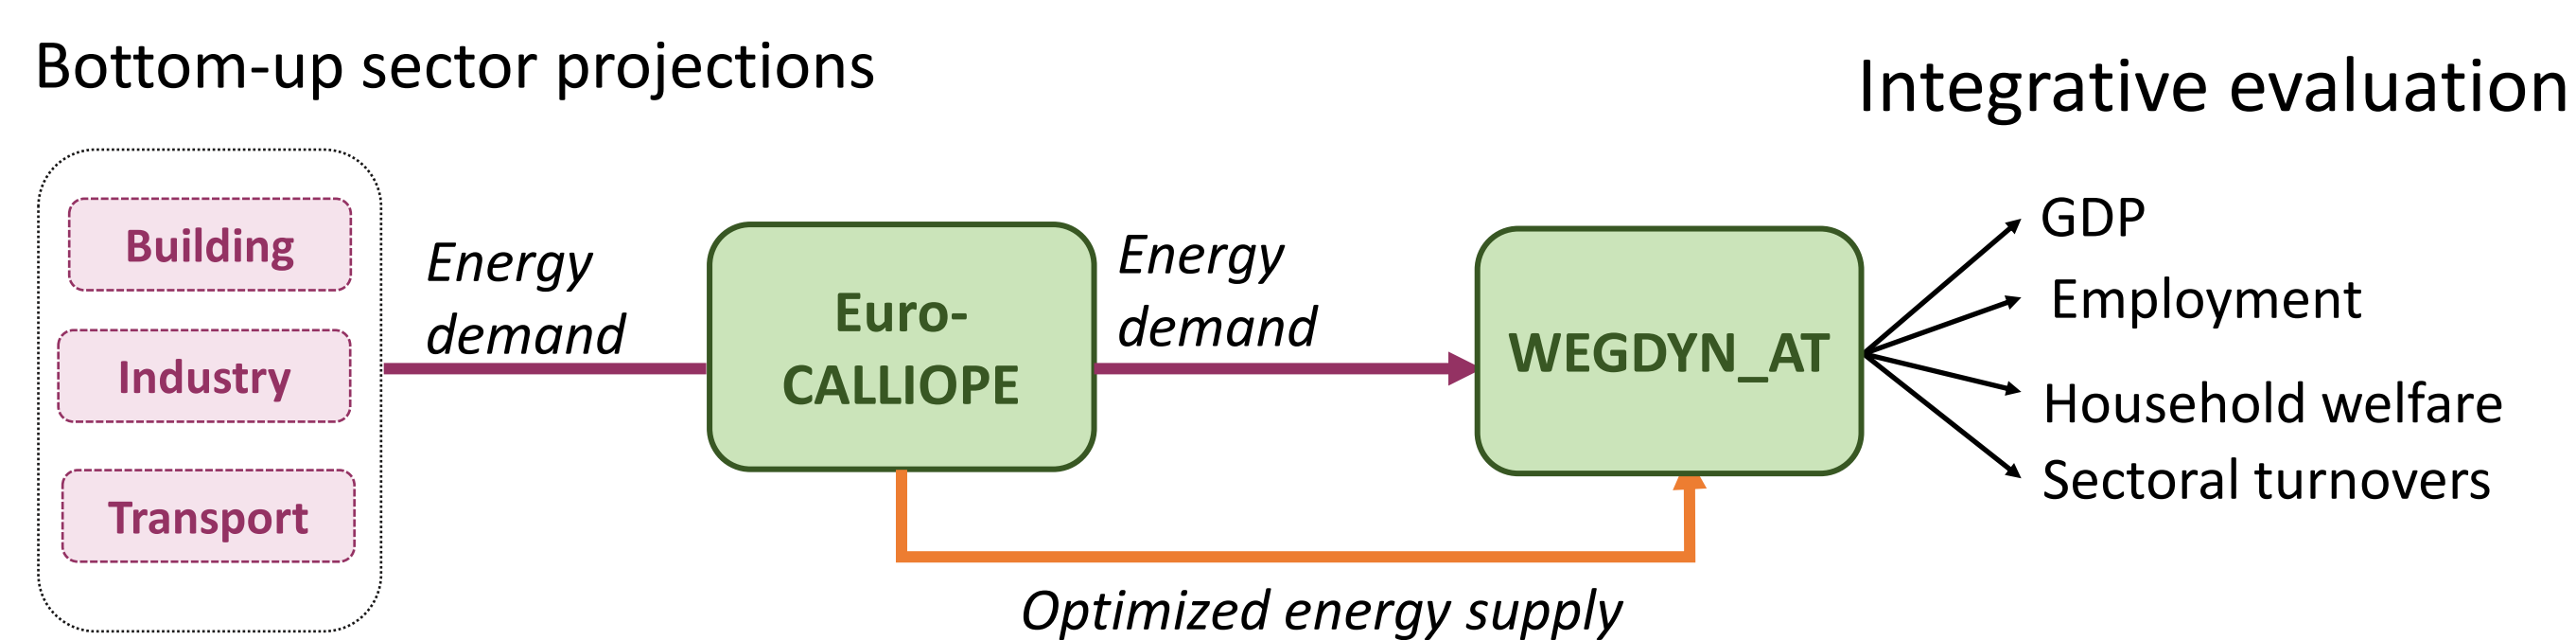 Bottom-up sector projections
Integrative evaluation
Building
Industry
Transport
Energy
demand
Euro-
CALLIOPE
Energy
demand
WEGDYN_AT
Optimized energy supply
GDP
Employment
Household welfare
Sectoral turnovers